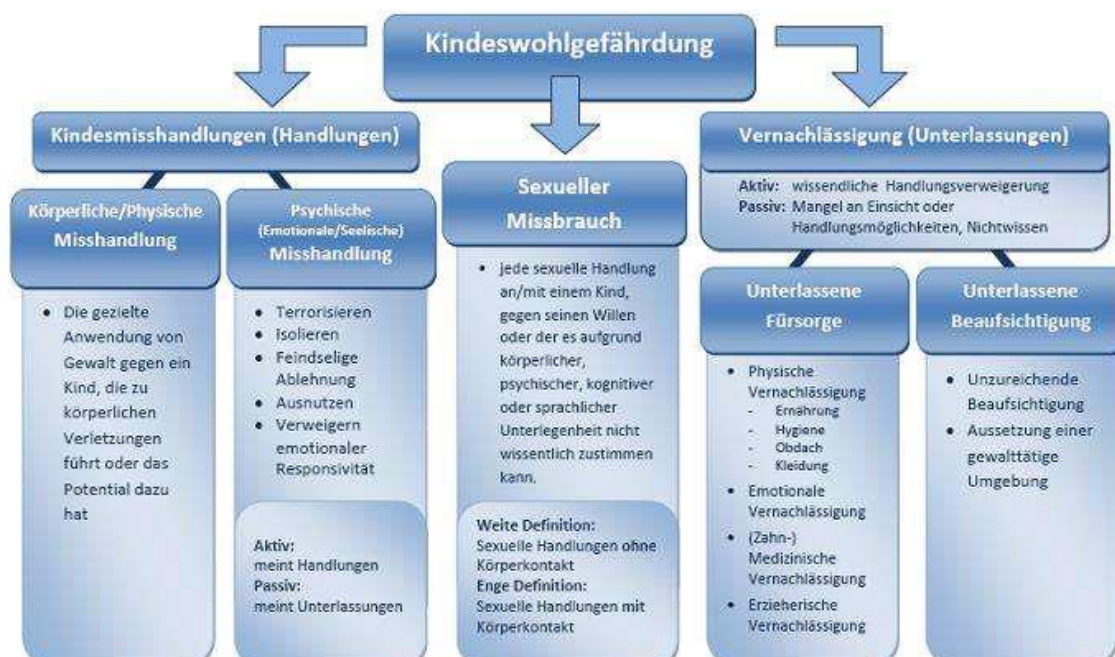 Kindeswohlgefährdung
Kindesmisshandlungen (Handlungen)
Körperliche/Physische
Misshandlung
• Die gezielte
Anwendung von
Gewalt gegen ein
Kind, die zu
körperlichen
Verletzungen
führt oder das
Potential dazu
hat
Psychische
(Emotionale/Seelische)
Misshandlung
• Terrorisieren
• Isolieren
• Feindselige
Ablehnung
• Ausnutzen
• Verweigern
emotionaler
Responsivität
Aktiv:
meint Handlungen
Passiv:
meint Unterlassungen
Sexueller
Missbrauch
• jede sexuelle Handlung
an/mit einem Kind,
gegen seinen Willen
oder der es aufgrund
körperlicher,
psychischer, kognitiver
oder sprachlicher
Unterlegenheit nicht
wissentlich zustimmen
kann.
Weite Definition:
Sexuelle Handlungen ohne
Körperkontakt
Enge Definition:
Sexuelle Handlungen mit
Körperkontakt
Vernachlässigung (Unterlassungen)
Aktiv: wissendliche Handlungsverweigerung
Passiv: Mangel an Einsicht oder
Handlungsmöglichkeiten, Nichtwissen
Unterlassene
Fürsorge
• Physische
Vernachlässigung
- Ernährung
- Hygiene
- Obdach
- Kleidung
• Emotionale
Vernachlässigung
• (Zahn-)
Medizinische
Vernachlässigung
• Erzieherische
Vernachlässigung
Unterlassene
Beaufsichtigung
• Unzureichende
Beaufsichtigung
• Aussetzung einer
gewalttätige
Umgebung